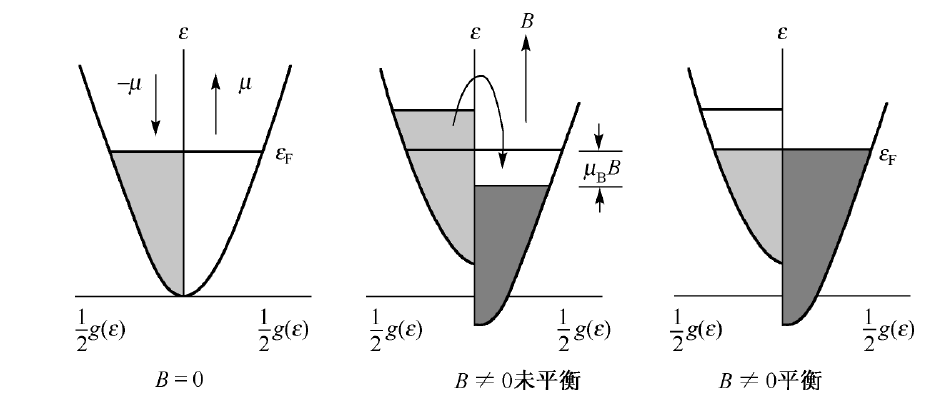 ε
−μ
μ
ε_F
½g(ε)
½g(ε)
B = 0
ε
B
μ_B B
½g(ε)
½g(ε)
B ≠ 0未平衡
ε
ε_F
½g(ε)
½g(ε)
B ≠ 0平衡